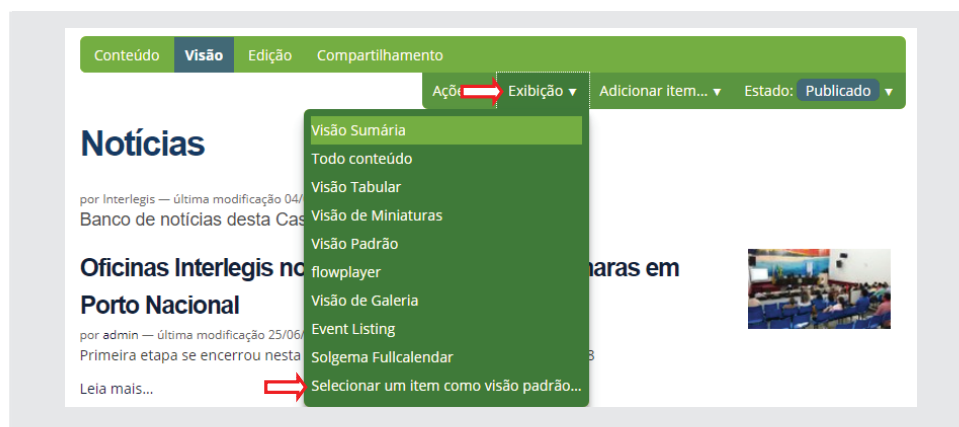 Conteúdo Visão Edição Compartilhamento
Exibição ▼ Adicionar item... ▼ Estado: Publicado ▼
Visão Sumária
Todo conteúdo
Visão Tabular
Visão de Miniaturas
Visão Padrão
flowplayer
Visão de Galeria
Event Listing
Solgema Fullcalendar
Selecionar um item como visão padrão...
Notícias
por Interlegis — última modificação 04/
Banco de notícias desta
Oficinas Interlegis em
Porto Nacional
por admin — última modificação 25/06/
Primeira etapa se encerrou nesta
Leia mais...